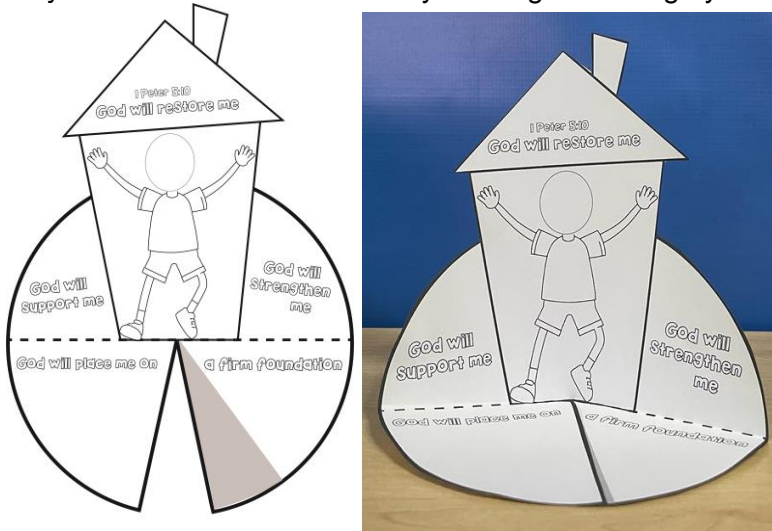 1 Peter 5:10
God will restore me
God will
support me
God will
strengthen
me
God will place me on
a firm foundation
1 Peter 5:10
God will restore me
God will
support me
God will
strengthen
me
God will place me on
a firm foundation